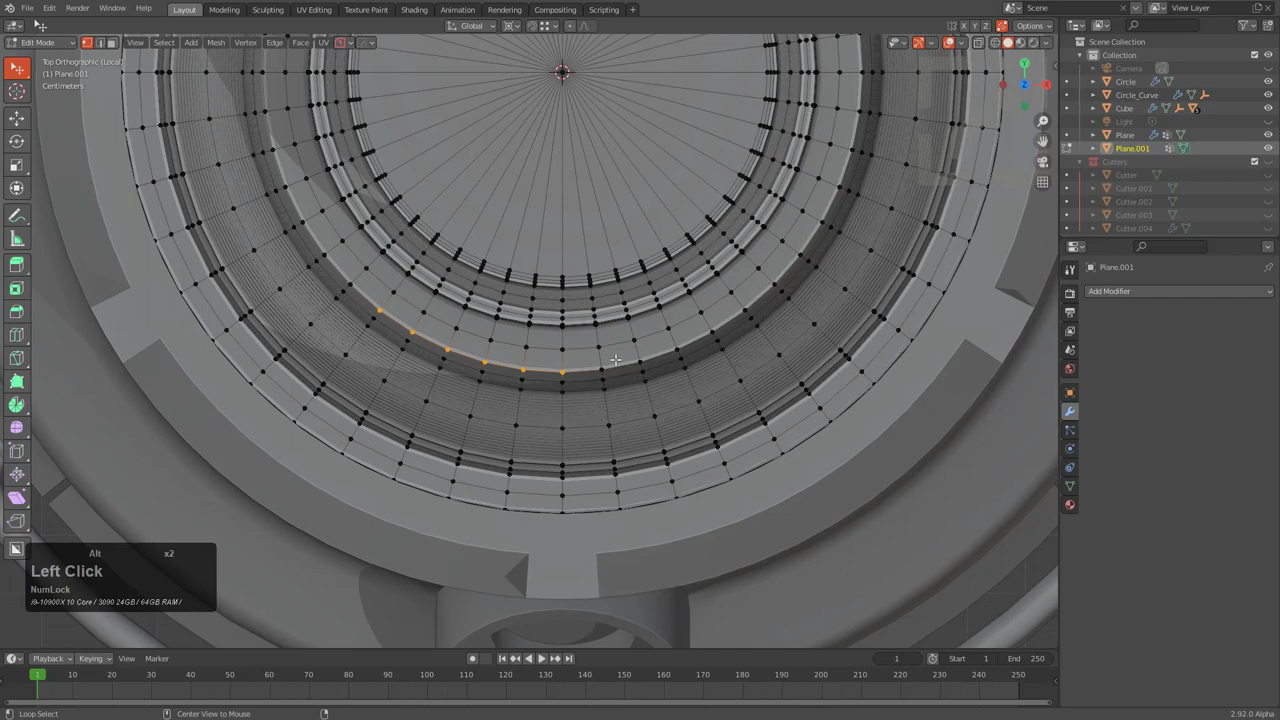 File Edit Render Window Help Layout Modeling Sculpting UV Editing Texture Paint Shading Animation Rendering Compositing Scripting + Scene View Layer
Global X Y Z Options
Edit Mode View Select Add Mesh Vertex Edge Face UV
Top Orthographic (Local)
(1) Plane.001
Centimeters
Y
X
Z
Scene Collection
Collection
Camera
Circle
Circle_Curve
Cube
Light
Plane
Plane.001
Cutters
Cutter
Cutter.001
Cutter.002
Cutter.003
Cutter.004
Plane.001
Add Modifier
Alt x2
Left Click
NumLock
i9-10900X 10 Core / 3090 24GB / 64GB RAM /
Playback Keying View Marker 1 Start 1 End 250
1 10 20 30 40 50 60 70 80 90 100 110 120 130 140 150 160 170 180 190 200 210 220 230 240 250
Loop Select Center View to Mouse 2.92.0 Alpha